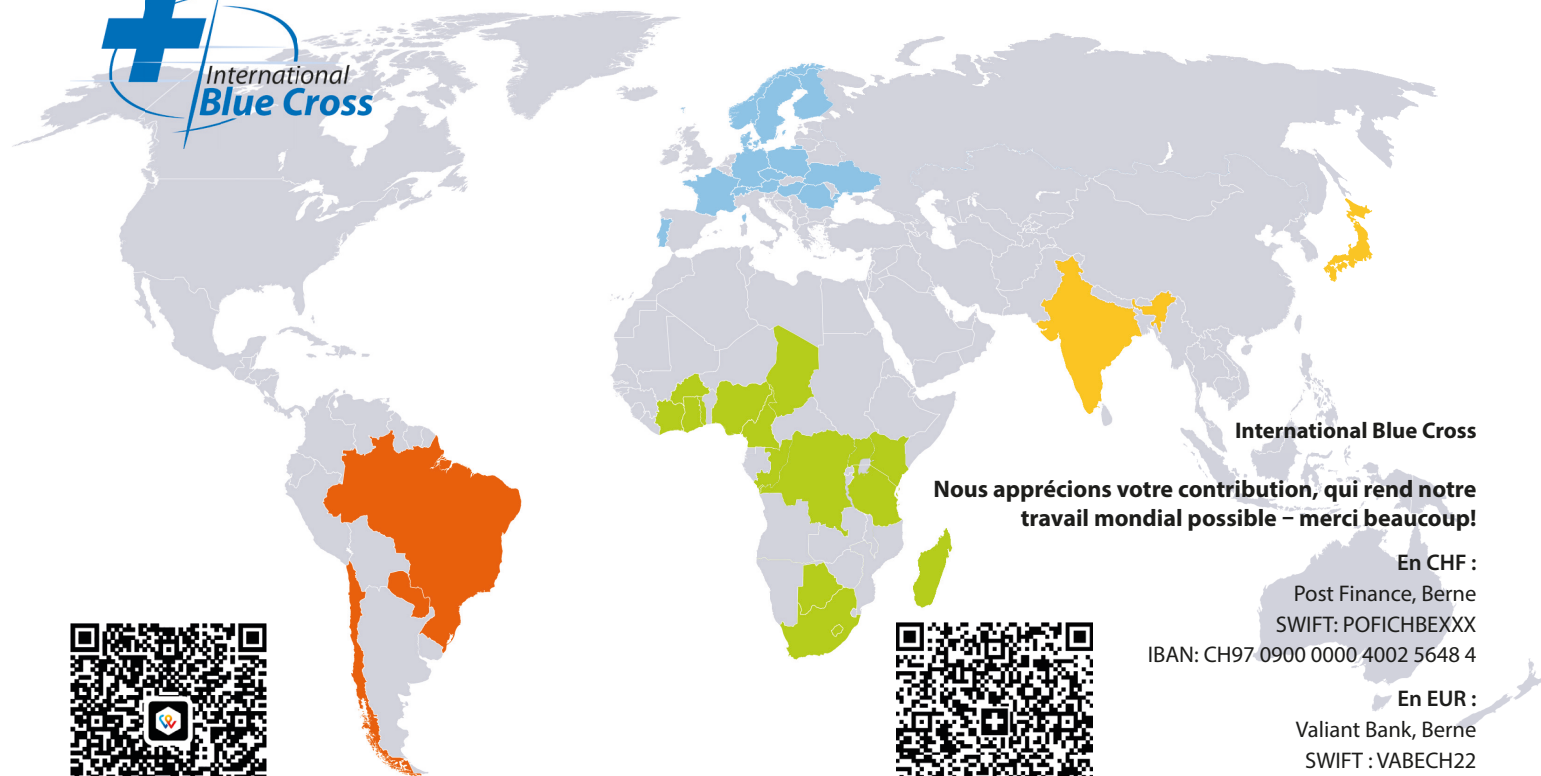 International
Blue Cross
International Blue Cross
Nous apprécions votre contribution, qui rend notre
travail mondial possible – merci beaucoup!
En CHF :
Post Finance, Berne
SWIFT: POFICHBEXXX
IBAN: CH97 0900 0000 4002 5648 4
En EUR :
Valiant Bank, Berne
SWIFT : VABECH22